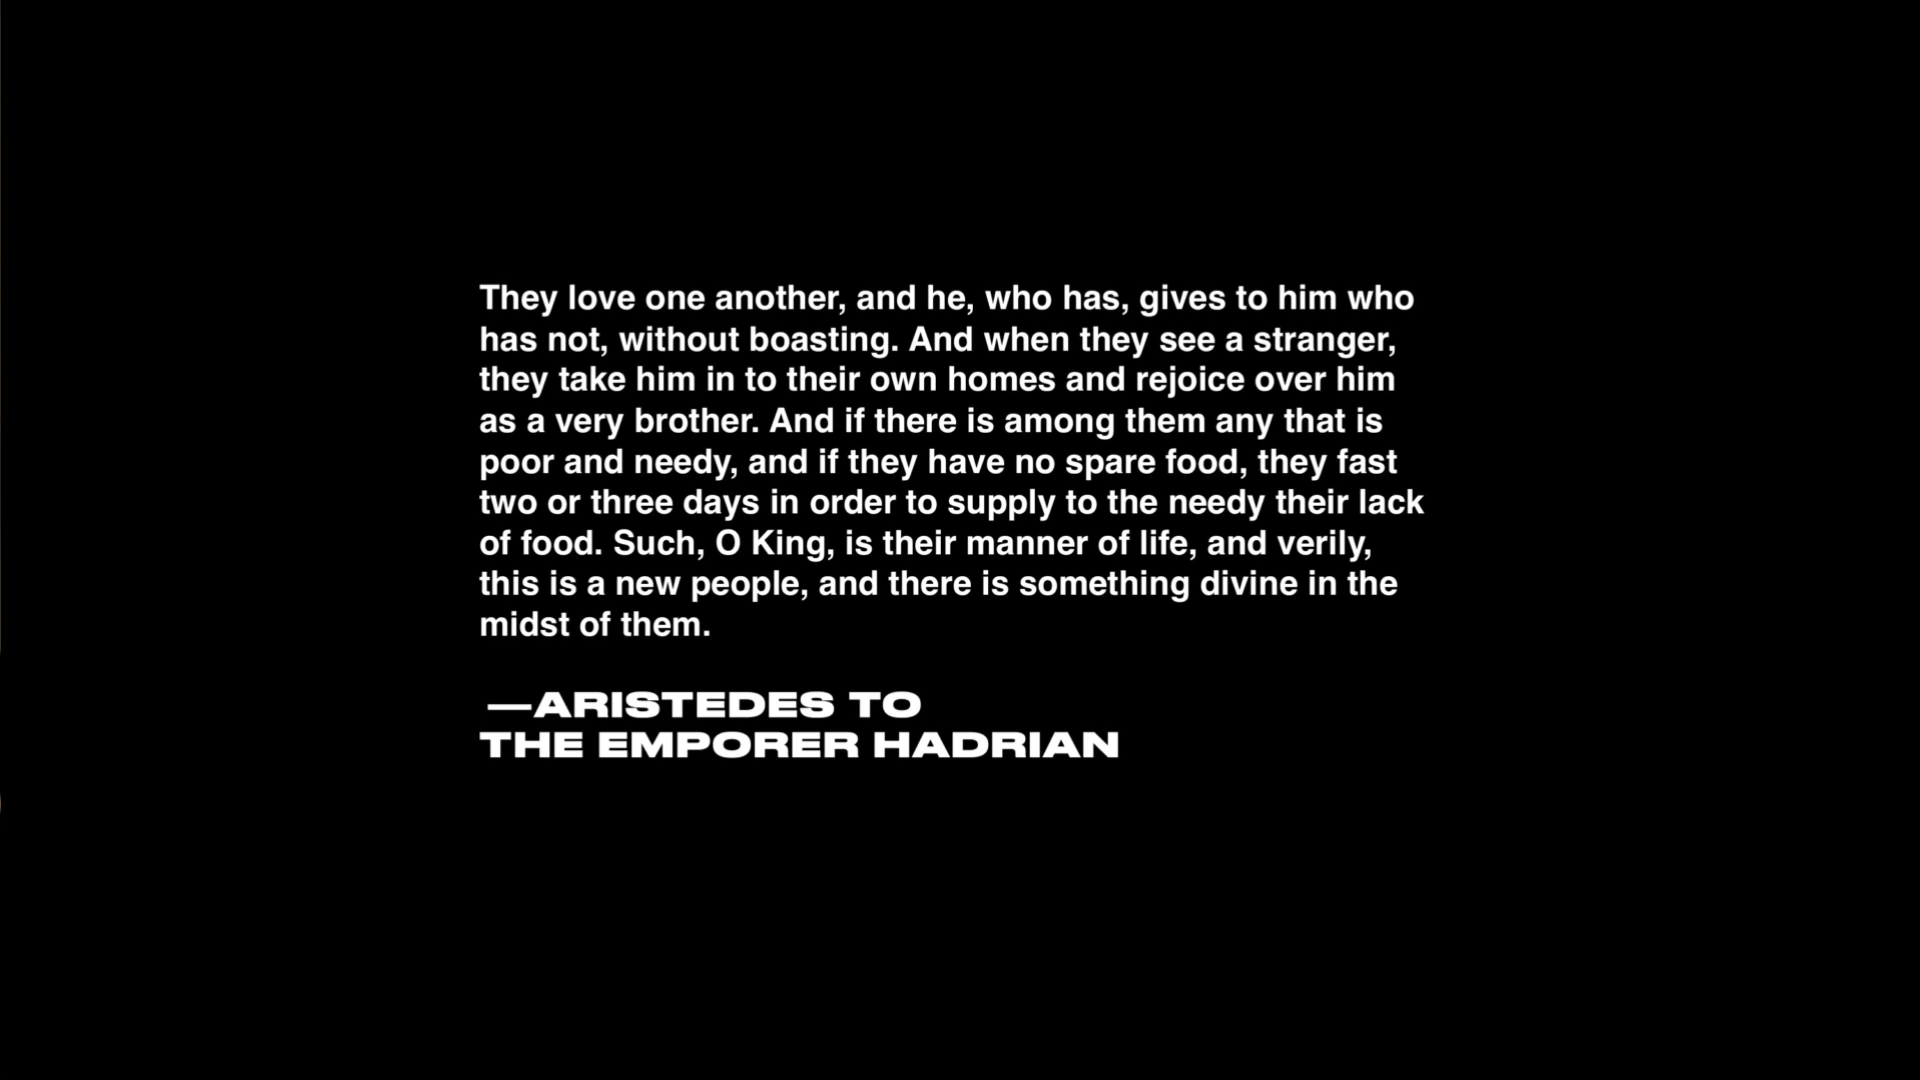 They love one another, and he, who has, gives to him who
has not, without boasting. And when they see a stranger,
they take him in to their own homes and rejoice over him
as a very brother. And if there is among them any that is
poor and needy, and if they have no spare food, they fast
two or three days in order to supply to the needy their lack
of food. Such, O King, is their manner of life, and verily,
this is a new people, and there is something divine in the
midst of them.
—ARISTEDES TO
THE EMPORER HADRIAN